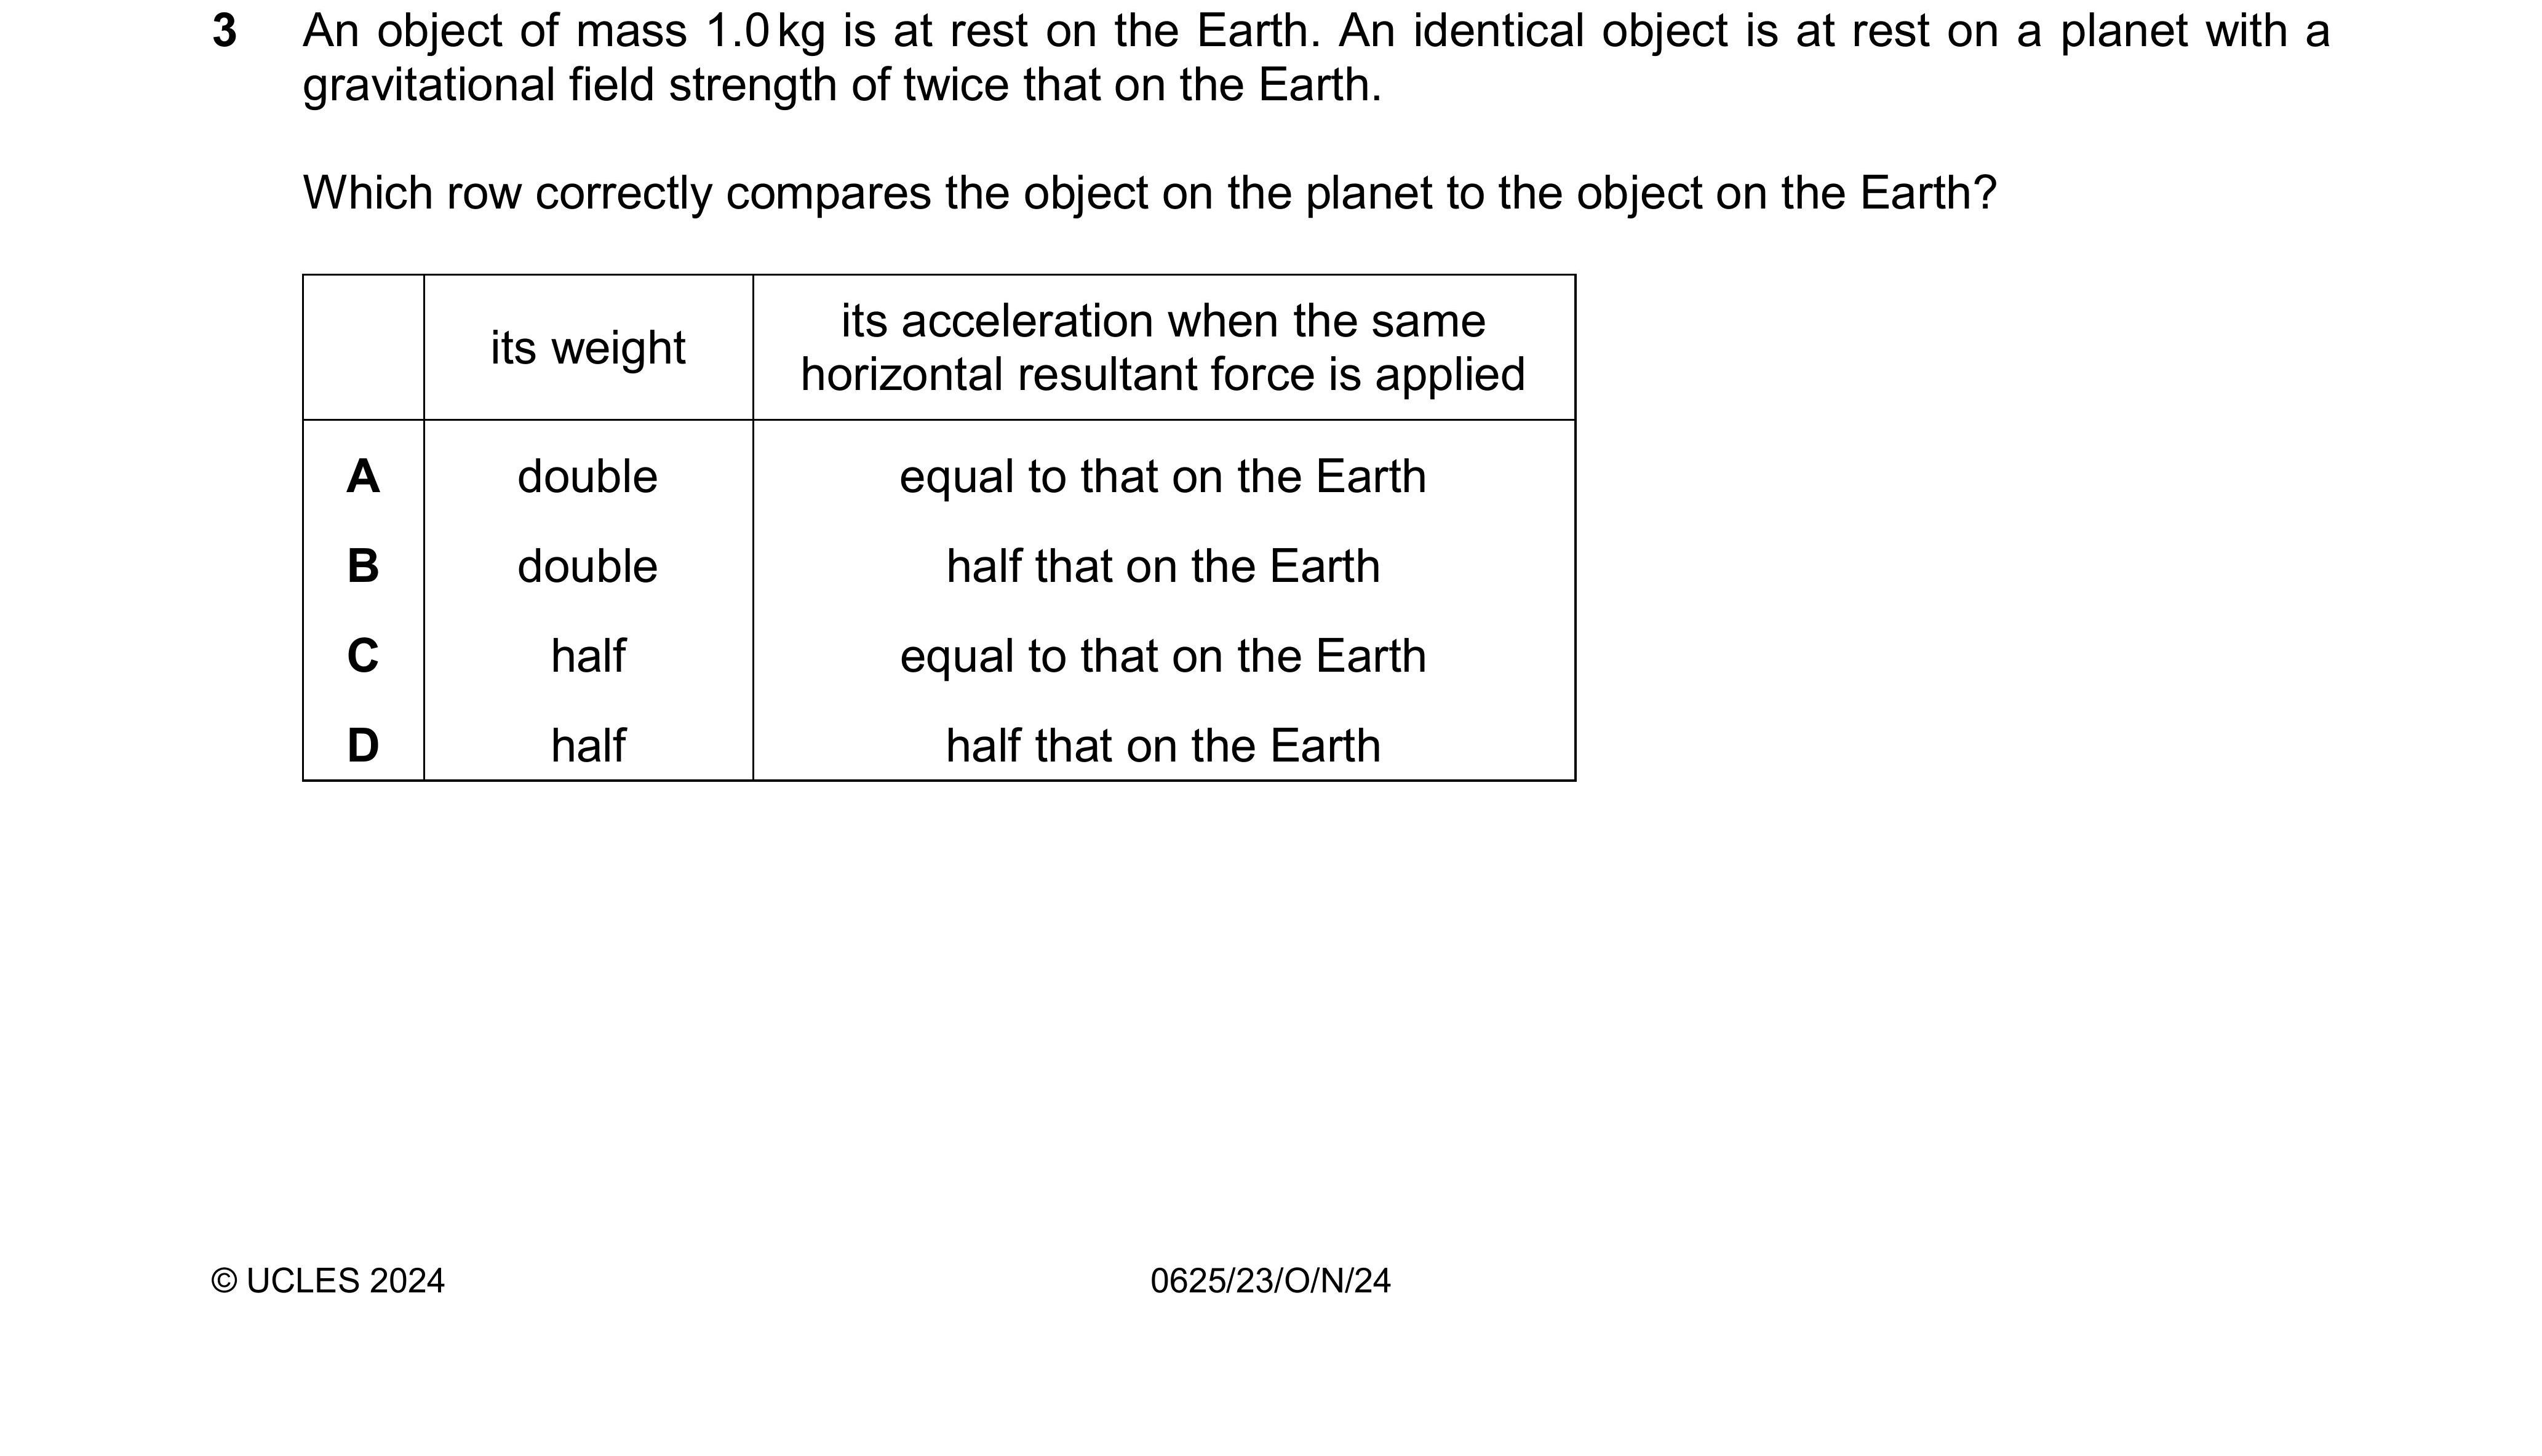 3 An object of mass 1.0 kg is at rest on the Earth. An identical object is at rest on a planet with a
gravitational field strength of twice that on the Earth.
Which row correctly compares the object on the planet to the object on the Earth?
its weight its acceleration when the same
horizontal resultant force is applied
A double equal to that on the Earth
B double half that on the Earth
C half equal to that on the Earth
D half half that on the Earth
© UCLES 2024 0625/23/O/N/24